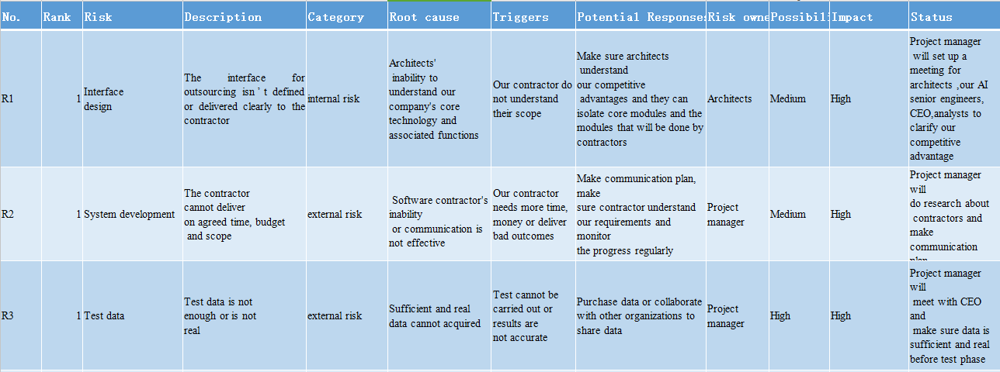 No. Rank Risk Description Category Root cause Triggers Potential Responses Risk owne Possibili Impact Status
R1
1
Interface
design
The interface for
outsourcing isn't defined
or delivered clearly to the
contractor
internal risk
Architects'
inability to
understand our
company's core
technology and
associated functions
Our contractor do
not understand
their scope
Make sure architects
understand
our competitive
advantages and they can
isolate core modules and the
modules that will be done by
contractors
Architects
Medium
High
Project manager
will set up a
meeting for
architects ,our AI
senior engineers,
CEO,analysts to
clarify our
competitive
advantage
R2
1
System development
The contractor
cannot deliver
on agreed time, budget
and scope
external risk
Software contractor's
inability
or communication is
not effective
Our contractor
needs more time,
money or deliver
bad outcomes
Make communication plan,
make
sure contractor understand
our requirements and
monitor
the progress regularly
Project
manager
Medium
High
Project manager
will
do research about
contractors and
make
communication
plan
R3
1
Test data
Test data is not
enough or is not
real
external risk
Sufficient and real
data cannot acquired
Test cannot be
carried out or
results are
not accurate
Purchase data or collaborate
with other organizations to
share data
Project
manager
High
High
Project manager
will
meet with CEO
and
make sure data is
sufficient and real
before test phase